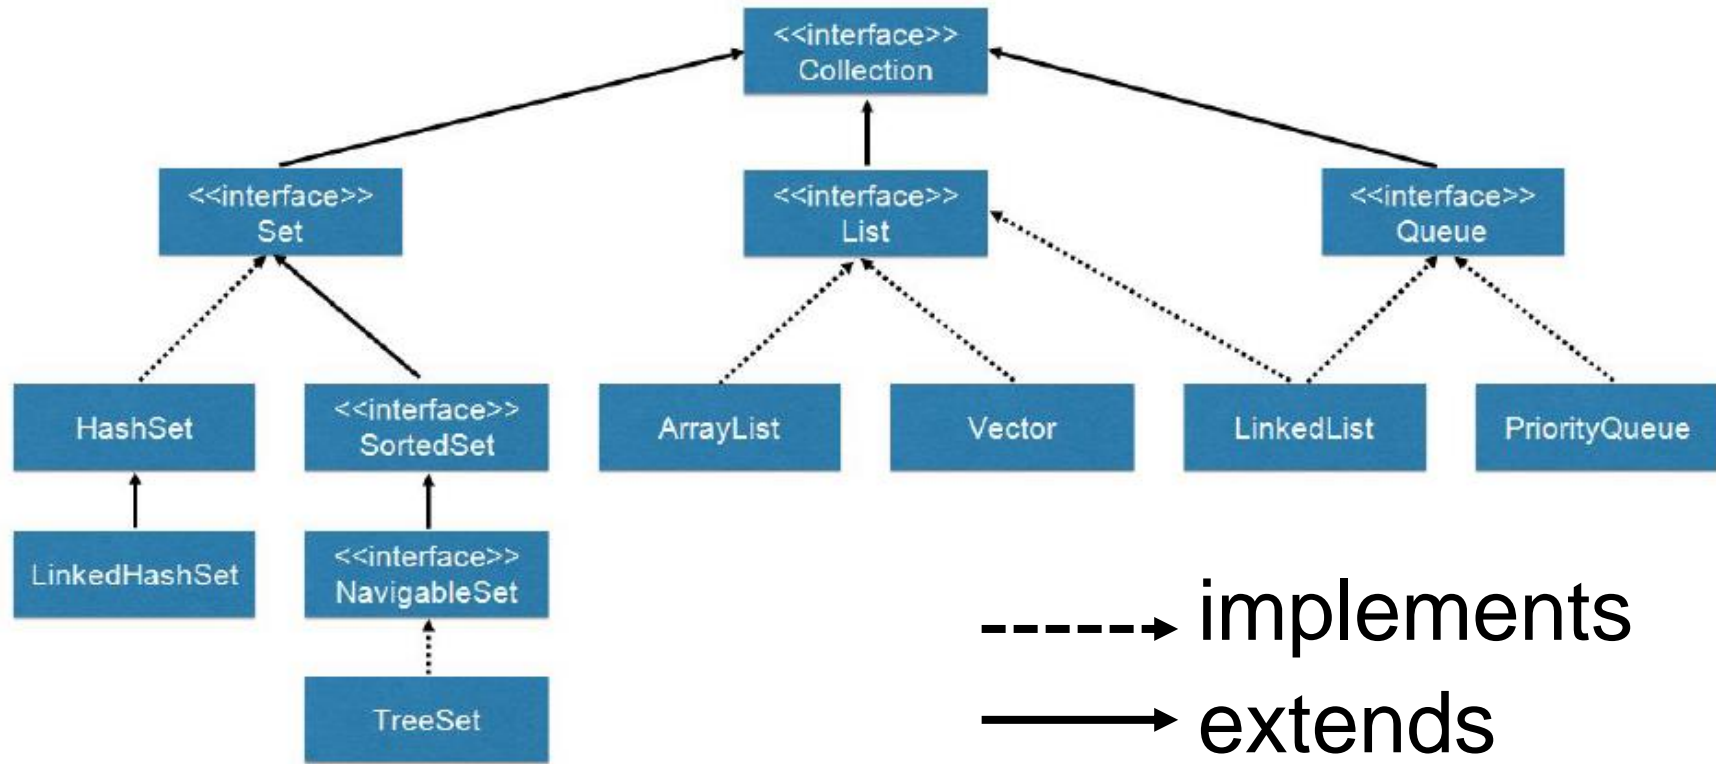 <<interface>>
Collection
<<interface>>
Set
<<interface>>
List
<<interface>>
Queue
HashSet
<<interface>>
SortedSet
ArrayList
Vector
LinkedList
PriorityQueue
LinkedHashSet
<<interface>>
NavigableSet
TreeSet
implements
extends